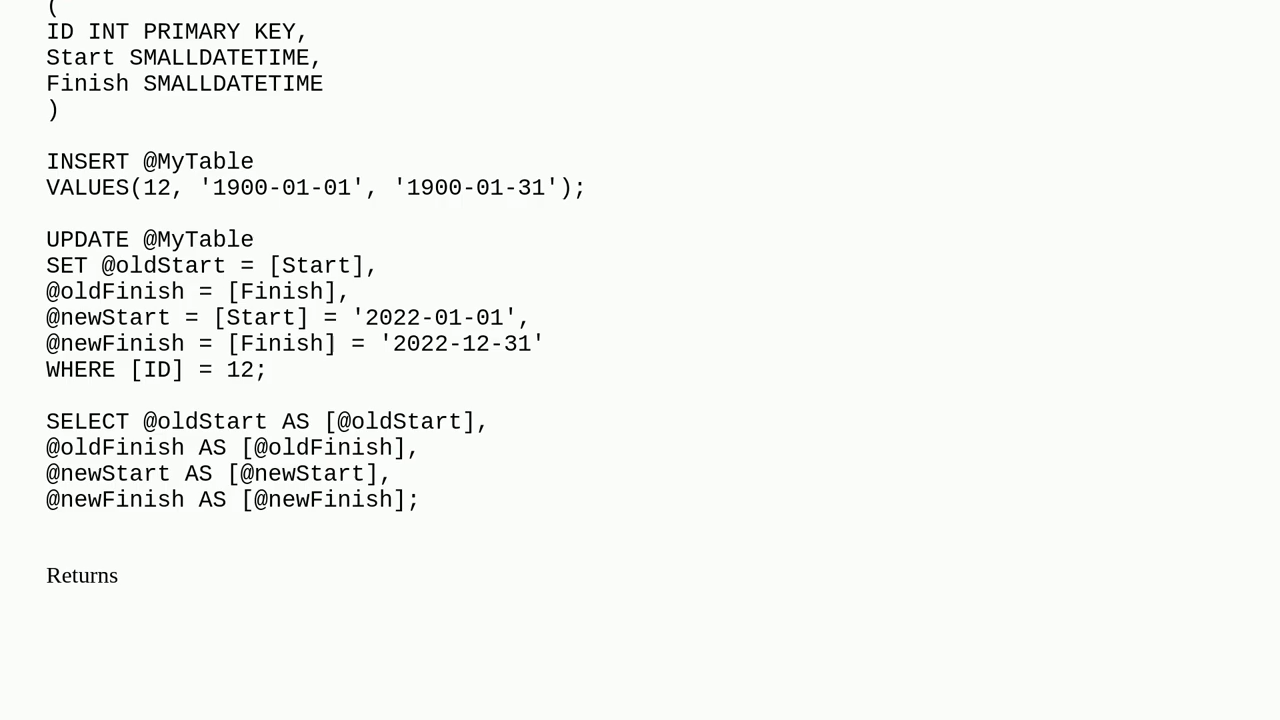 (
ID INT PRIMARY KEY,
Start SMALLDATETIME,
Finish SMALLDATETIME
)
INSERT @MyTable
VALUES(12, '1900-01-01', '1900-01-31');
UPDATE @MyTable
SET @oldStart = [Start],
@oldFinish = [Finish],
@newStart = [Start] = '2022-01-01',
@newFinish = [Finish] = '2022-12-31'
WHERE [ID] = 12;
SELECT @oldStart AS [@oldStart],
@oldFinish AS [@oldFinish],
@newStart AS [@newStart],
@newFinish AS [@newFinish];
Returns